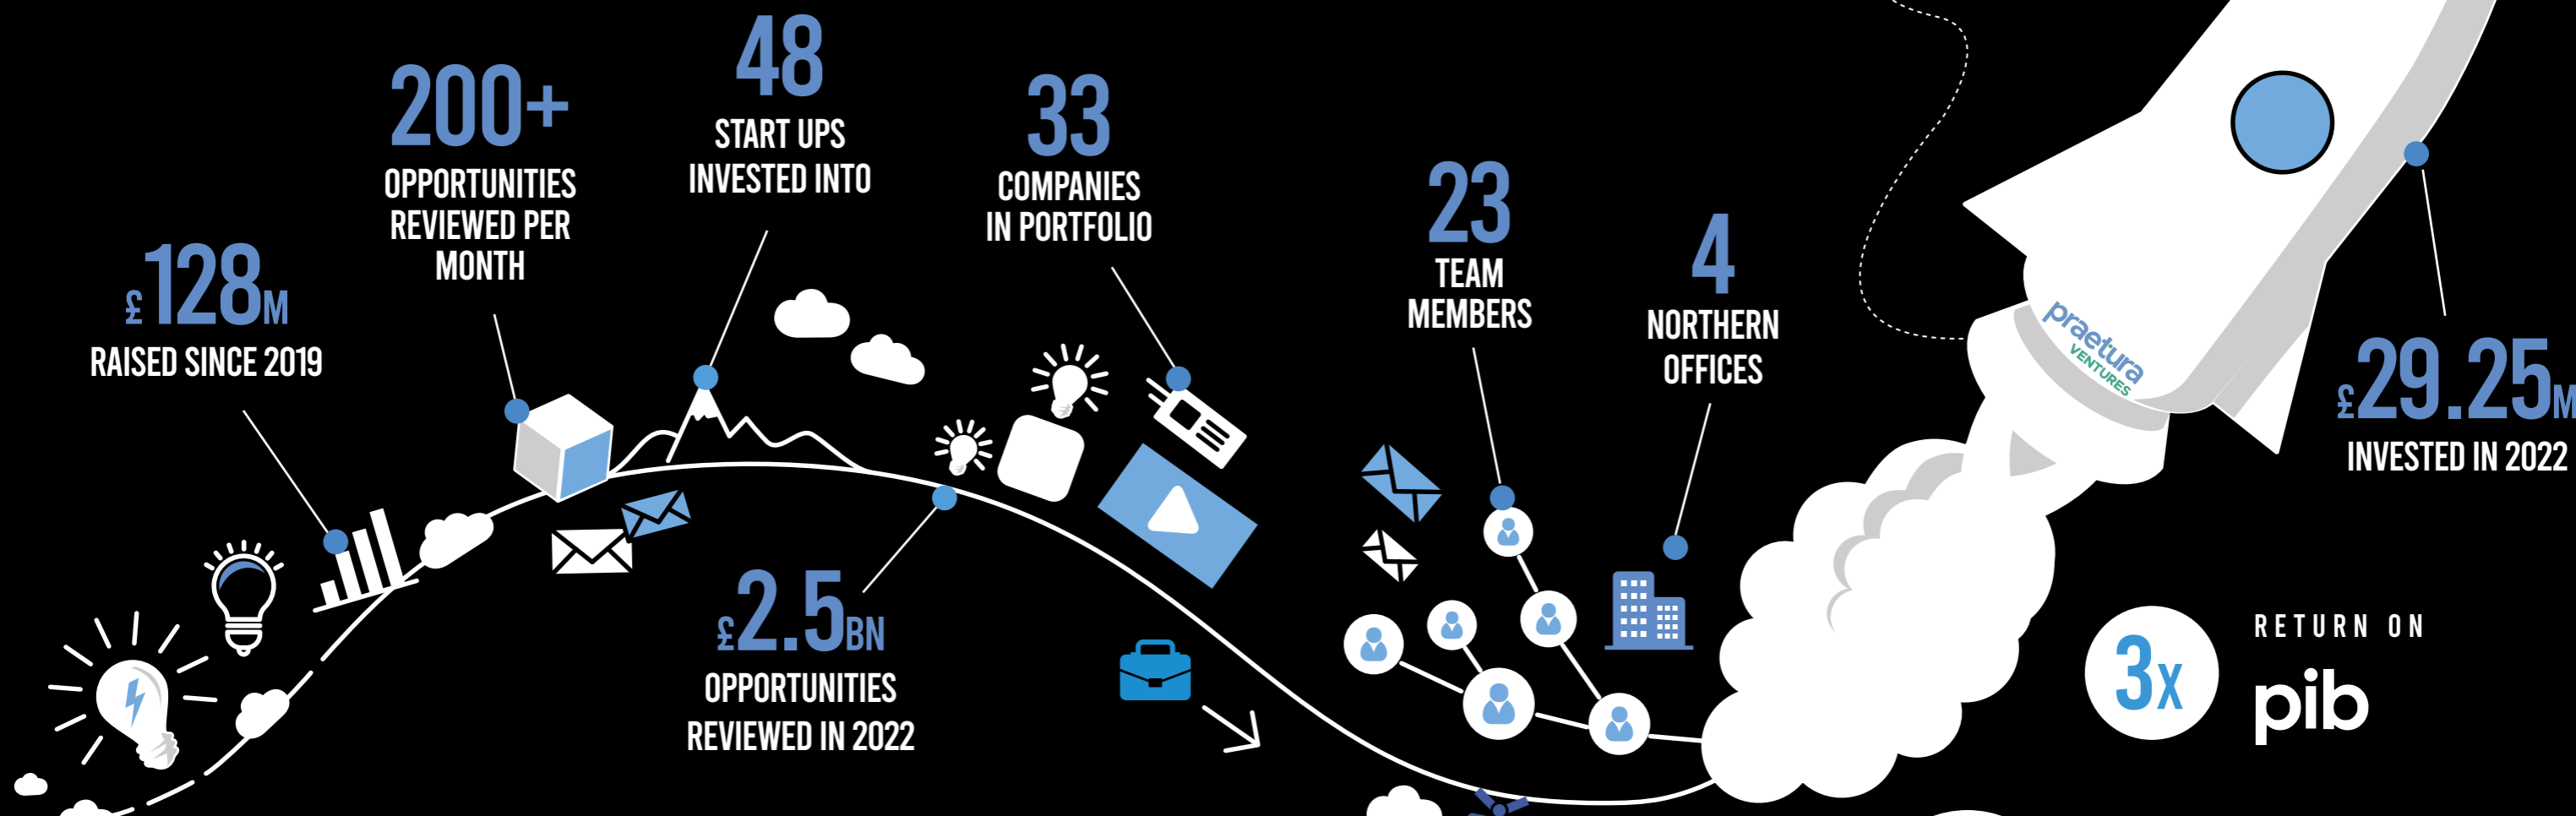 £128M
RAISED SINCE 2019
200+
OPPORTUNITIES
REVIEWED PER
MONTH
48
START UPS
INVESTED INTO
33
COMPANIES
IN PORTFOLIO
£2.5BN
OPPORTUNITIES
REVIEWED IN 2022
23
TEAM
MEMBERS
4
NORTHERN
OFFICES
praetura
VENTURES
£29.25M
INVESTED IN 2022
3X
RETURN ON
pib